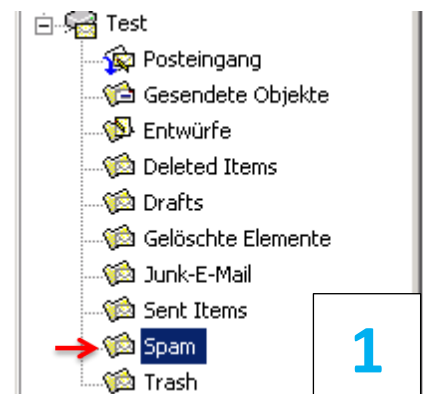 Test
Posteingang
Gesendete Objekte
Entwürfe
Deleted Items
Drafts
Gelöschte Elemente
Junk-E-Mail
Sent Items
Spam
Trash
1